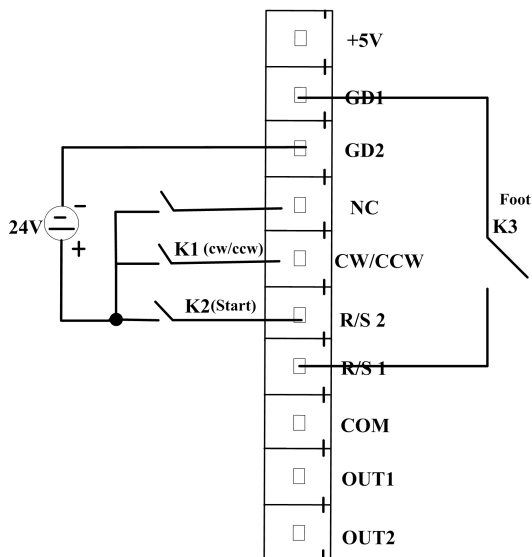 +5V
GD1
GD2
Foot
K3
NC
24V
−
+
K1 (cw/ccw)
CW/CCW
K2(Start)
R/S 2
R/S 1
COM
OUT1
OUT2